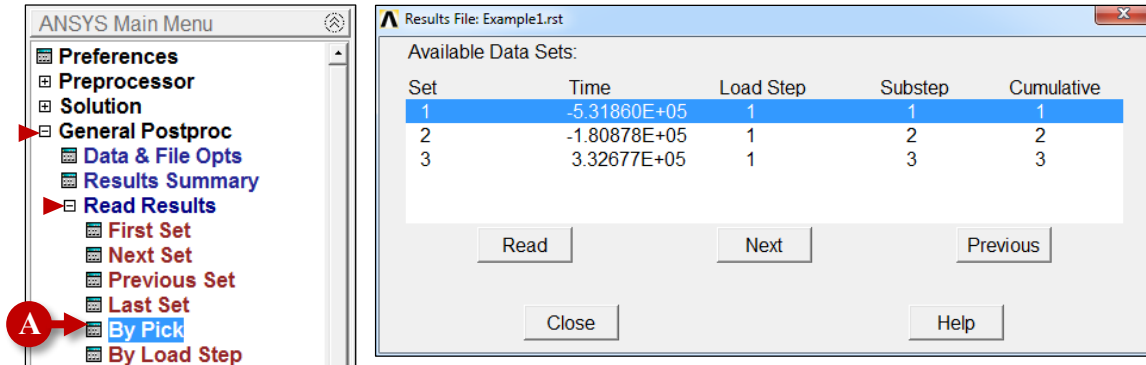 ANSYS Main Menu
Preferences
Preprocessor
Solution
General Postproc
Data & File Opts
Results Summary
Read Results
First Set
Next Set
Previous Set
Last Set
A By Pick
By Load Step
Results File: Example1.rst
X
Available Data Sets:
Set Time Load Step Substep Cumulative
1 -5.31860E+05 1 1 1
2 -1.80878E+05 1 2 2
3 3.32677E+05 1 3 3
Read Next Previous
Close Help